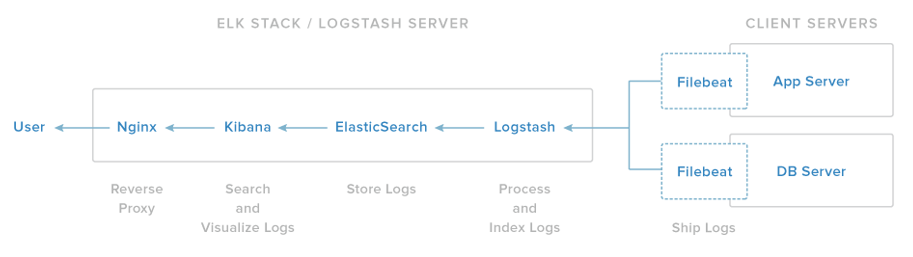 ELK STACK / LOGSTASH SERVER
CLIENT SERVERS
Filebeat
App Server
User
Nginx
Kibana
ElasticSearch
Logstash
Filebeat
DB Server
Reverse
Proxy
Search
and
Visualize Logs
Store Logs
Process
and
Index Logs
Ship Logs